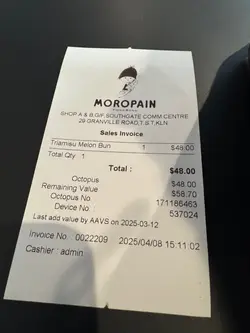 MOROPAIN
SHOP A & B,G/F,SOUTHGATE COMM CENTRE
29 GRANVILLE ROAD,T.S.T,KLN
Sales Invoice
Triamisu Melon Bun 1 $48.00
Total Qty : 1
Total : $48.00
Octopus $48.00
Remaining Value $58.70
Octopus No 171186463
Device No : 537024
Last add value by AAVS on 2025-03-12
Invoice No : 0022209 2025/04/08 15:11:02
Cashier : admin